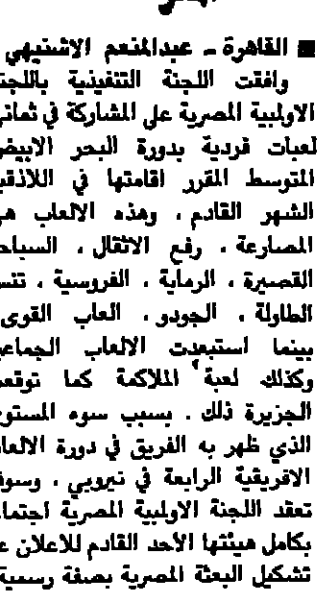 القاهرة ـ عبدالمنعم الاشنيهي
وافقت اللجنة التنفيذية باللجنة
الاولمبية المصرية على المشاركة في ثماني
لعبات فردية بدورة البحر الابيض
المتوسط المقرر اقامتها في اللاذقية
الشهر القادم ، وهذه الالعاب هي
المصارعة ، رفع الاثقال ، السباحة
القصيرة ، الرماية ، الفروسية ، تنس
الطاولة ، الجودو ، العاب القوى
بينما استبعدت الالعاب الجماعية
وكذلك لعبة الملاكمة كما توقعت
الجزيرة ذلك . بسبب سوء المستوى
الذي ظهر به الفريق في دورة الالعاب
الافريقية الرابعة في نيروبي ، وسوف
تعقد اللجنة الاولمبية المصرية اجتماعا
بكامل هيئتها الأحد القادم للاعلان عن
تشكيل البعثة المصرية بصفة رسمية